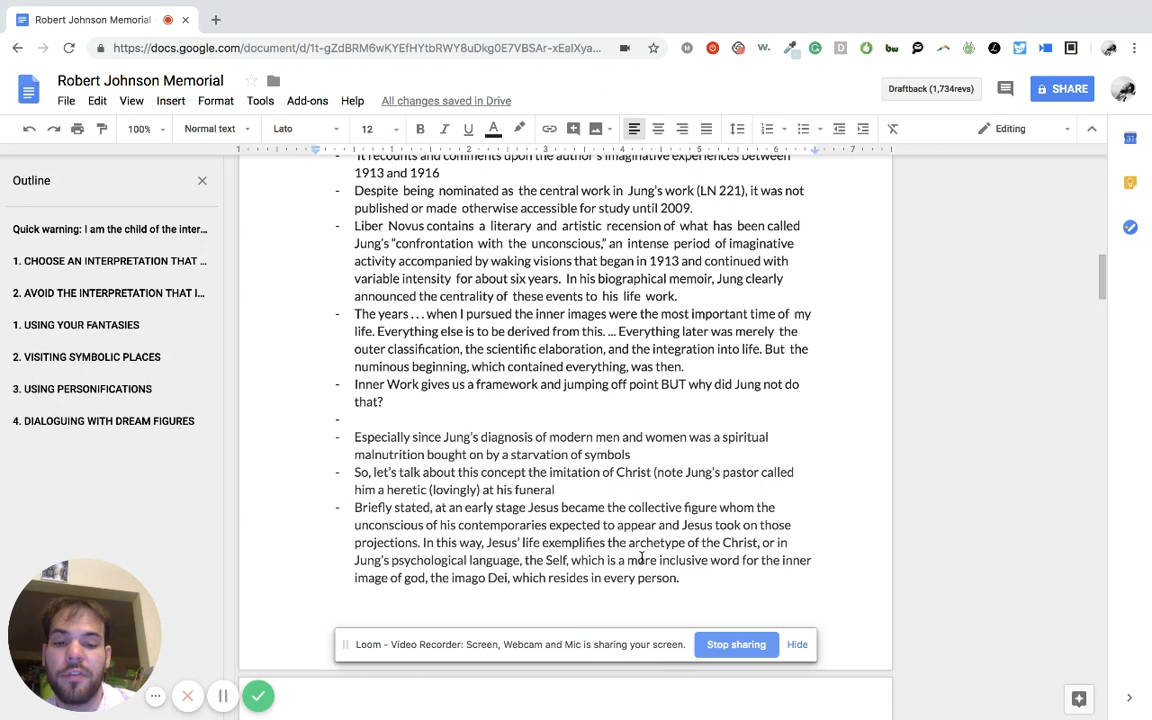 Robert Johnson Memorial
https://docs.google.com/document/d/1t-gZdBRM6wKYEfHYtbRWY8uDkg0E7VBSAr-xEaIXya...
Robert Johnson Memorial
Draftback (1,734revs)
SHARE
File Edit View Insert Format Tools Add-ons Help All changes saved in Drive
100% Normal text Lato 12 B I U A Editing
1 1 2 3 4 5 6 7
Outline
Quick warning: I am the child of the inter...
1. CHOOSE AN INTERPRETATION THAT ...
2. AVOID THE INTERPRETATION THAT I...
1. USING YOUR FANTASIES
2. VISITING SYMBOLIC PLACES
3. USING PERSONIFICATIONS
4. DIALOGUING WITH DREAM FIGURES
It recounts and comments upon the author's imaginative experiences between
1913 and 1916
- Despite being nominated as the central work in Jung's work (LN 221), it was not
published or made otherwise accessible for study until 2009.
- Liber Novus contains a literary and artistic recension of what has been called
Jung's “confrontation with the unconscious,” an intense period of imaginative
activity accompanied by waking visions that began in 1913 and continued with
variable intensity for about six years. In his biographical memoir, Jung clearly
announced the centrality of these events to his life work.
- The years . . . when I pursued the inner images were the most important time of my
life. Everything else is to be derived from this. ... Everything later was merely the
outer classification, the scientific elaboration, and the integration into life. But the
numinous beginning, which contained everything, was then.
- Inner Work gives us a framework and jumping off point BUT why did Jung not do
that?
-
- Especially since Jung's diagnosis of modern men and women was a spiritual
malnutrition bought on by a starvation of symbols
- So, let's talk about this concept the imitation of Christ (note Jung's pastor called
him a heretic (lovingly) at his funeral
- Briefly stated, at an early stage Jesus became the collective figure whom the
unconscious of his contemporaries expected to appear and Jesus took on those
projections. In this way, Jesus' life exemplifies the archetype of the Christ, or in
Jung's psychological language, the Self, which is a more inclusive word for the inner
image of god, the imago Dei, which resides in every person.
Loom - Video Recorder: Screen, Webcam and Mic is sharing your screen. Stop sharing Hide